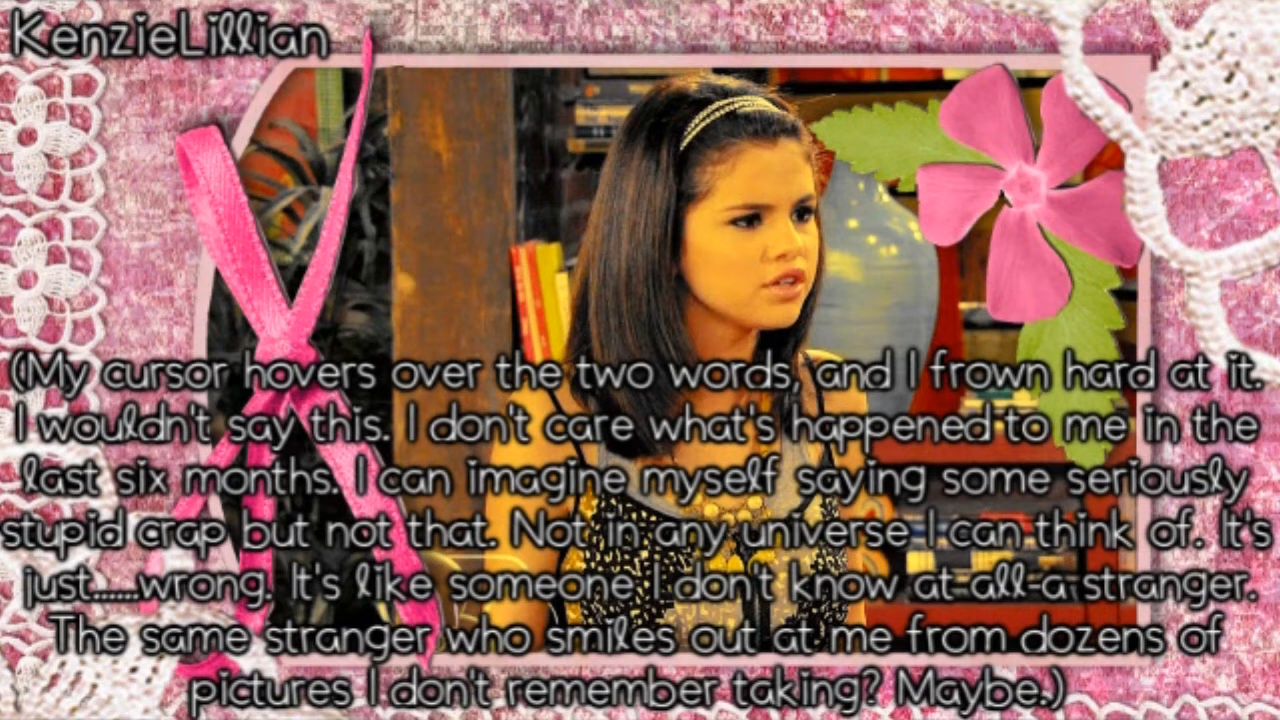 KenzieLillian
(My cursor hovers over the two words, and I frown hard at it.
I wouldn't say this. I don't care what's happened to me in the
last six months. I can imagine myself saying some seriously
stupid crap but not that. Not in any universe I can think of. It's
just......wrong. It's like someone I don't know at-all-a stranger.
The same stranger who smiles out at me from dozens of
pictures I don't remember taking? Maybe.)